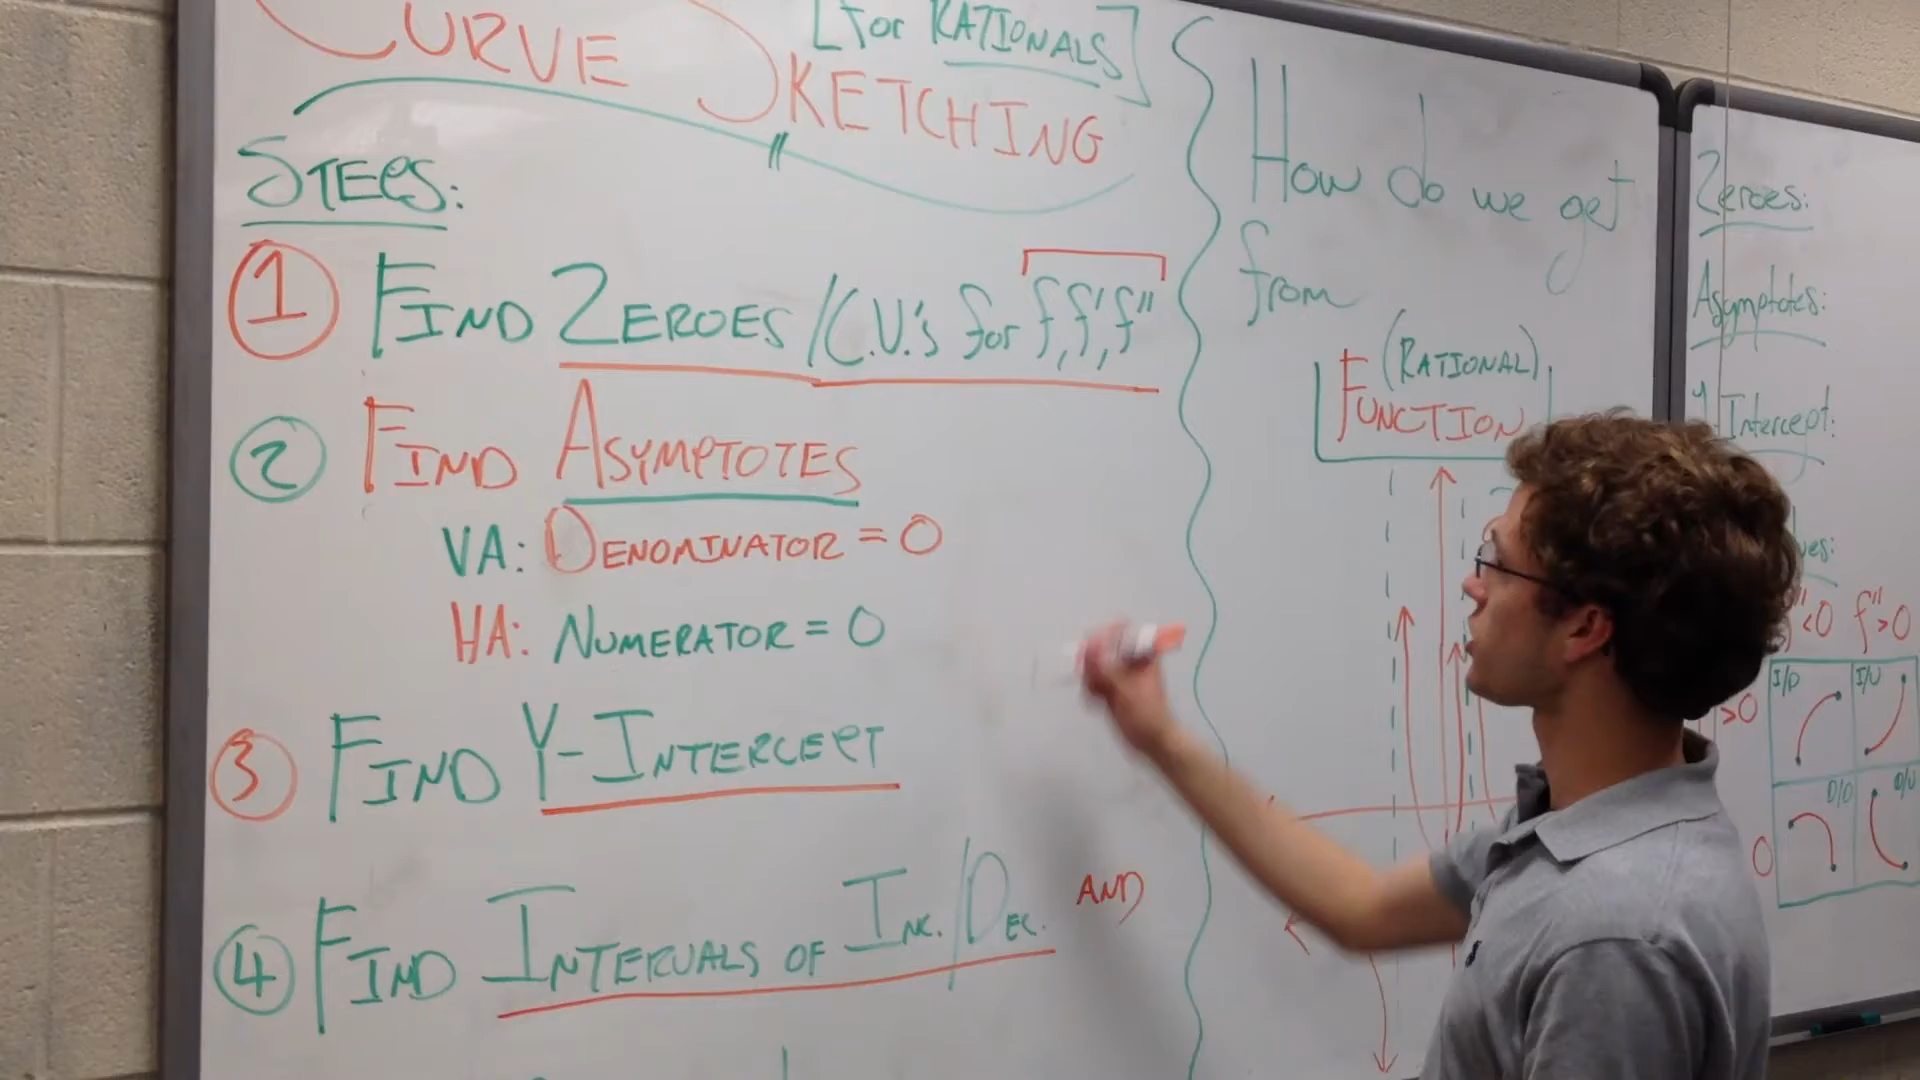 CURVE SKETCHING
[for RATIONALS]
STEPS:
1 FIND ZEROES/C.V.'s for f, f', f"
2 FIND ASYMPTOTES
VA: DENOMINATOR = 0
HA: NUMERATOR = 0
3 FIND Y-INTERCEPT
4 FIND INTERVALS OF INC./DEC. AND
How do we get
from
(RATIONAL)
FUNCTION
Zeroes:
Asymptotes:
y Intercept:
f">0
I/D I/U
>0
D/D D/U